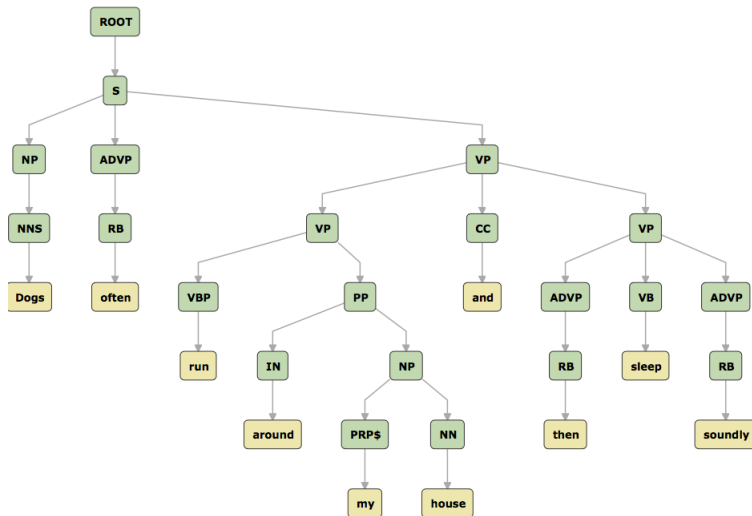 ROOT
S
NP ADVP VP
NNS RB VP CC VP
Dogs often VBP PP and ADVP VB ADVP
run IN NP RB sleep RB
around PRP$ NN then soundly
my house